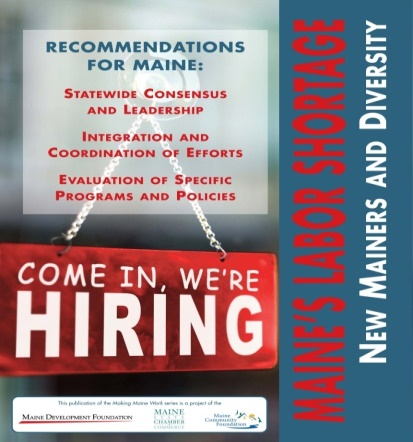 RECOMMENDATIONS
FOR MAINE:
STATEWIDE CONSENSUS
AND LEADERSHIP
INTEGRATION AND
COORDINATION OF EFFORTS
EVALUATION OF SPECIFIC
PROGRAMS AND POLICIES
COME IN, WE'RE
HIRING
This publication of the Making Maine Work series is a project of the
MAINE DEVELOPMENT FOUNDATION
MAINE
STATE
CHAMBER
COMMERCE
Maine
Community
Foundation
MAINE'S LABOR SHORTAGE
NEW MAINERS AND DIVERSITY